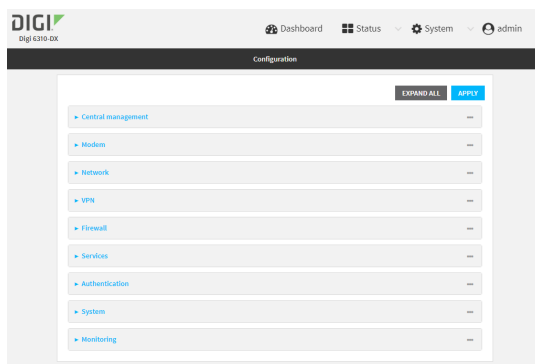 DIGI
Digi 6310-DX
Dashboard Status System admin
Configuration
EXPAND ALL APPLY
Central management
Modem
Network
VPN
Firewall
Services
Authentication
System
Monitoring